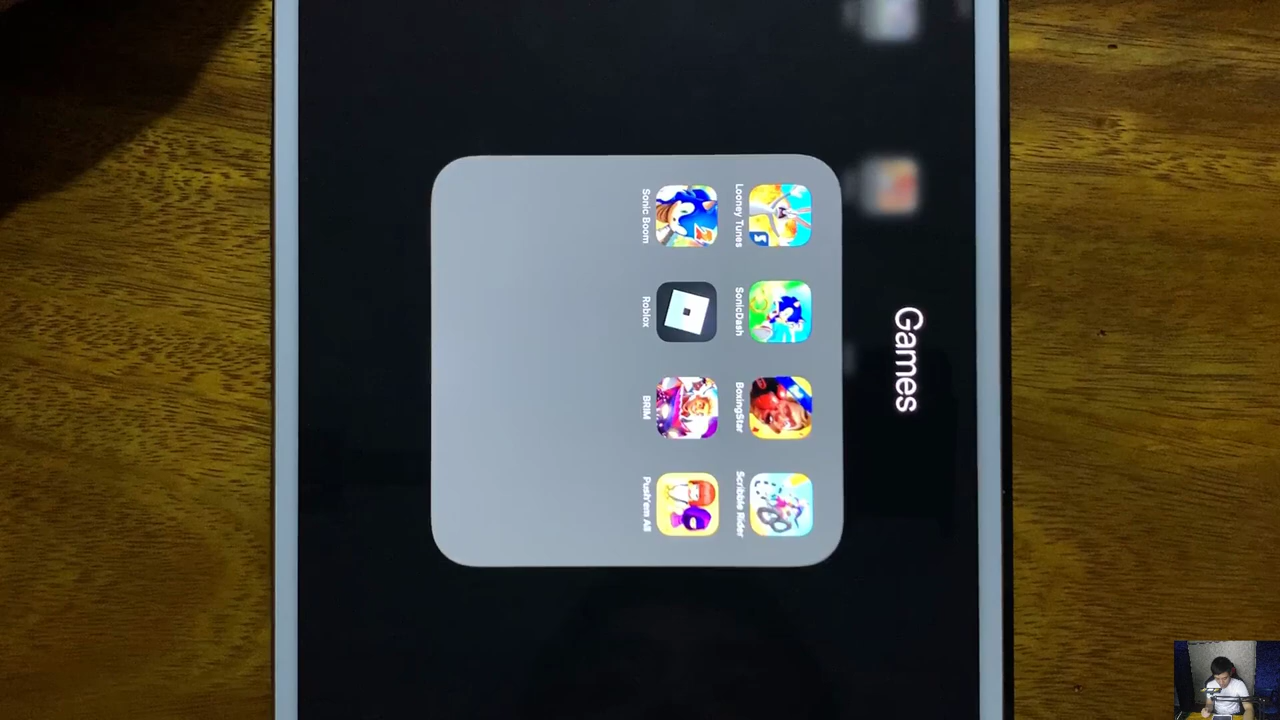 Games
Looney Tunes
SonicDash
BoxingStar
Scribble Rider
Sonic Boom
Roblox
BRIM
Push'em All